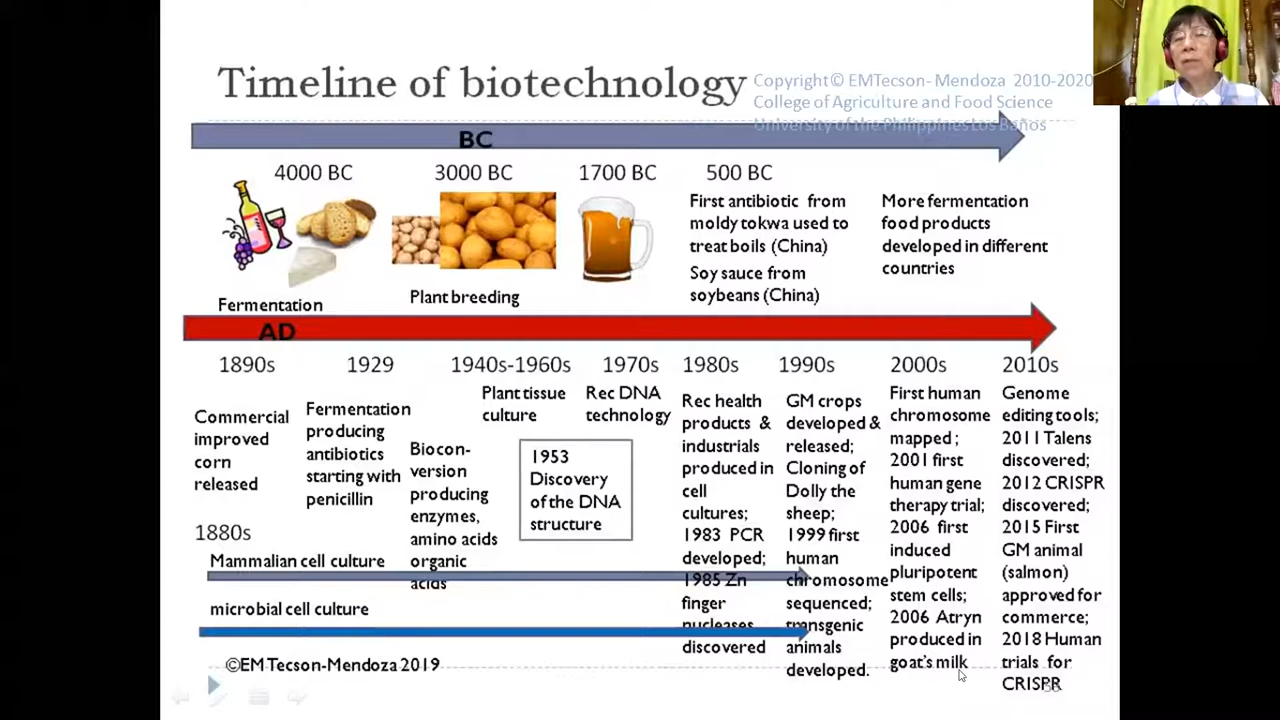 Timeline of biotechnology
Copyright© EMTecson- Mendoza 2010-2020
College of Agriculture and Food Science
University of the Philippines Los Baños
BC
4000 BC
3000 BC
1700 BC
500 BC
Fermentation
Plant breeding
First antibiotic from
moldy tokwa used to
treat boils (China)
Soy sauce from
soybeans (China)
More fermentation
food products
developed in different
countries
AD
1890s
Commercial
improved
corn
released
1929
Fermentation
producing
antibiotics
starting with
penicillin
1940s-1960s
Plant tissue
culture
Biocon-
version
producing
enzymes,
amino acids
organic
acids
1953
Discovery
of the DNA
structure
1970s
Rec DNA
technology
1980s
Rec health
products &
industrials
produced in
cell
cultures;
1983 PCR
developed;
1985 Zn
finger
nucleases
discovered
1990s
GM crops
developed &
released;
Cloning of
Dolly the
sheep;
1999 first
human
chromosome
sequenced;
transgenic
animals
developed.
2000s
First human
chromosome
mapped ;
2001 first
human gene
therapy trial;
2006 first
induced
pluripotent
stem cells;
2006 Atryn
produced in
goat's milk
2010s
Genome
editing tools;
2011 Talens
discovered;
2012 CRISPR
discovered;
2015 First
GM animal
(salmon)
approved for
commerce;
2018 Human
trials for
CRISPR
1880s
Mammalian cell culture
microbial cell culture
©EM Tecson-Mendoza 2019